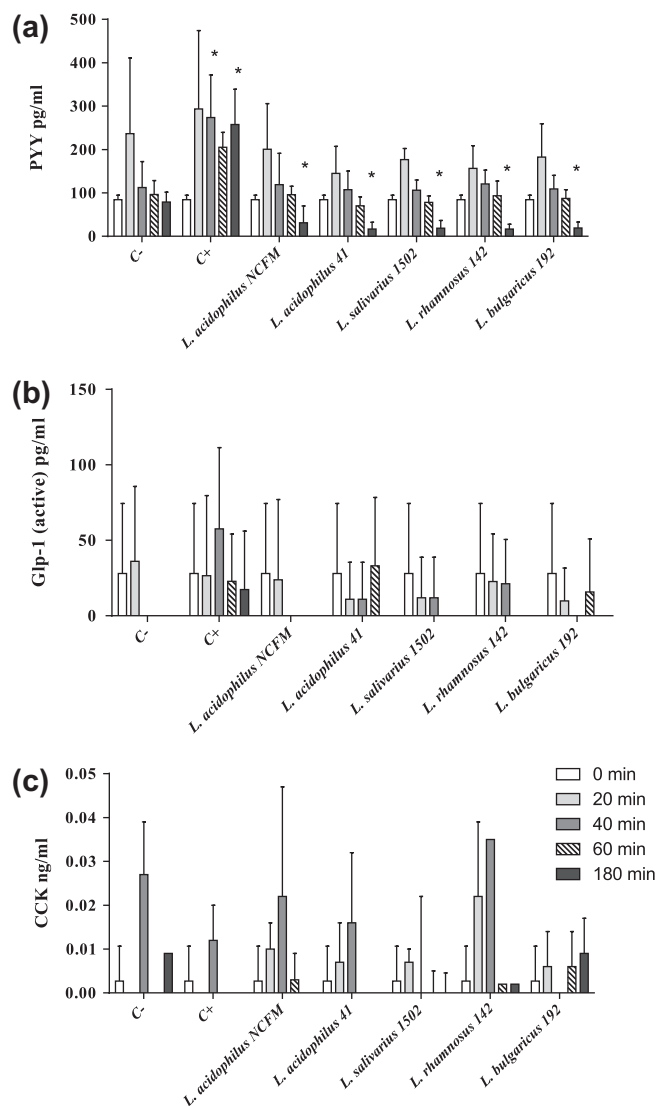 (a)
PYY pg/ml
500
400
300
200
100
0
* * * * * * *
C-
C+
L. acidophilus NCFM
L. acidophilus 41
L. salivarius 1502
L. rhamnosus 142
L. bulgaricus 192
(b)
Glp-1 (active) pg/ml
150
100
50
0
C-
C+
L. acidophilus NCFM
L. acidophilus 41
L. salivarius 1502
L. rhamnosus 142
L. bulgaricus 192
(c)
CCK ng/ml
0.05
0.04
0.03
0.02
0.01
0.00
0 min
20 min
40 min
60 min
180 min
C-
C+
L. acidophilus NCFM
L. acidophilus 41
L. salivarius 1502
L. rhamnosus 142
L. bulgaricus 192